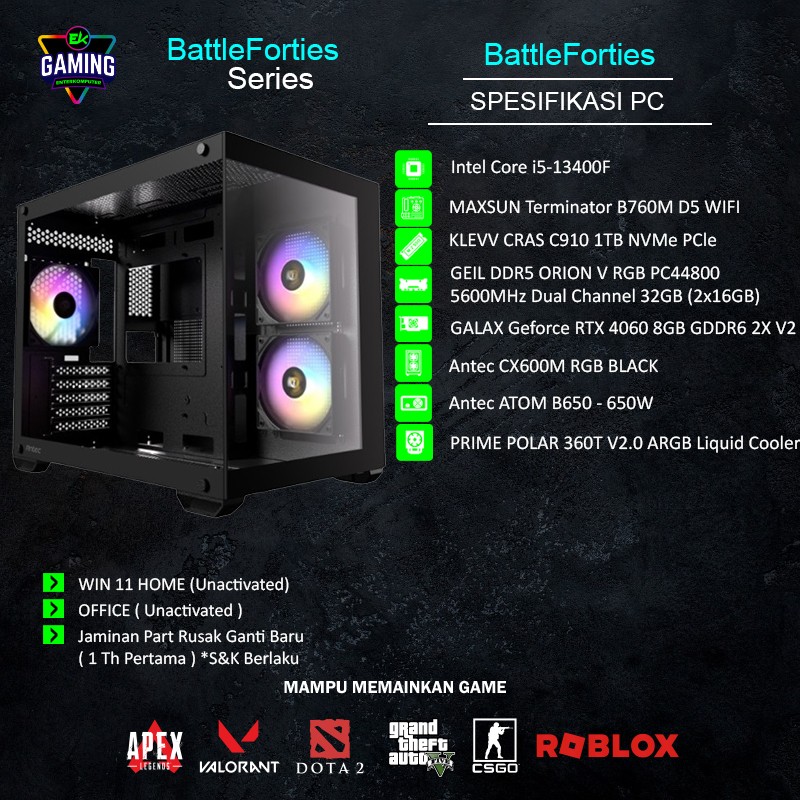 EK
GAMING
ENTERKOMPUTER
BattleForties
Series
BattleForties
SPESIFIKASI PC
Intel Core i5-13400F
MAXSUN Terminator B760M D5 WIFI
KLEVV CRAS C910 1TB NVMe PCle
GEIL DDR5 ORION V RGB PC44800
5600MHz Dual Channel 32GB (2x16GB)
GALAX Geforce RTX 4060 8GB GDDR6 2X V2
Antec CX600M RGB BLACK
Antec ATOM B650 - 650W
PRIME POLAR 360T V2.0 ARGB Liquid Cooler
WIN 11 HOME (Unactivated)
OFFICE ( Unactivated )
Jaminan Part Rusak Ganti Baru
( 1 Th Pertama ) *S&K Berlaku
MAMPU MEMAINKAN GAME
APEX
LEGENDS
VALORANT
DOTA 2
grand
theft
auto V
CSGO
ROBLOX